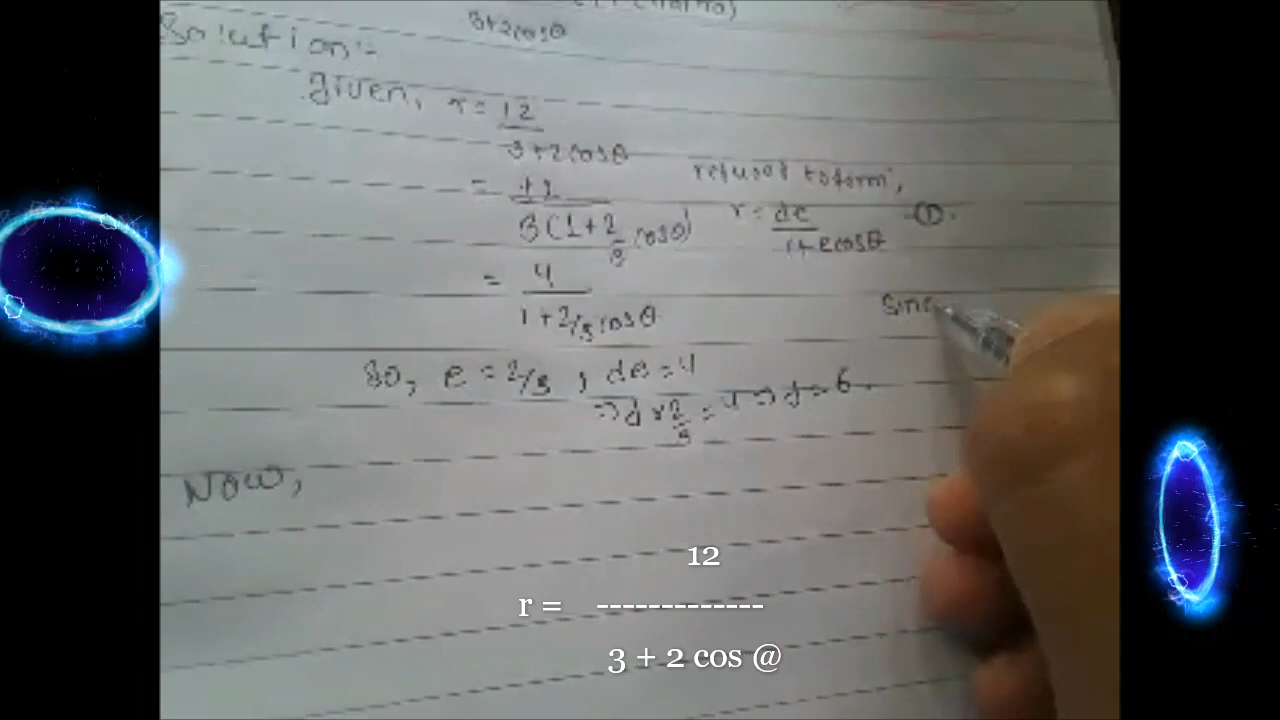 3+2cosθ
Solution:-
given, r = 12
3+2cosθ
= 12
3(1+2/3 cosθ)
to form,
r = de
1+ecosθ
①.
= 4
1+2/3 cosθ
Sinc
So, e = 2/3 , de = 4
⇒ d × 2/3 = 4 ⇒ d = 6.
Now,
12
r = -------------
3 + 2 cos @